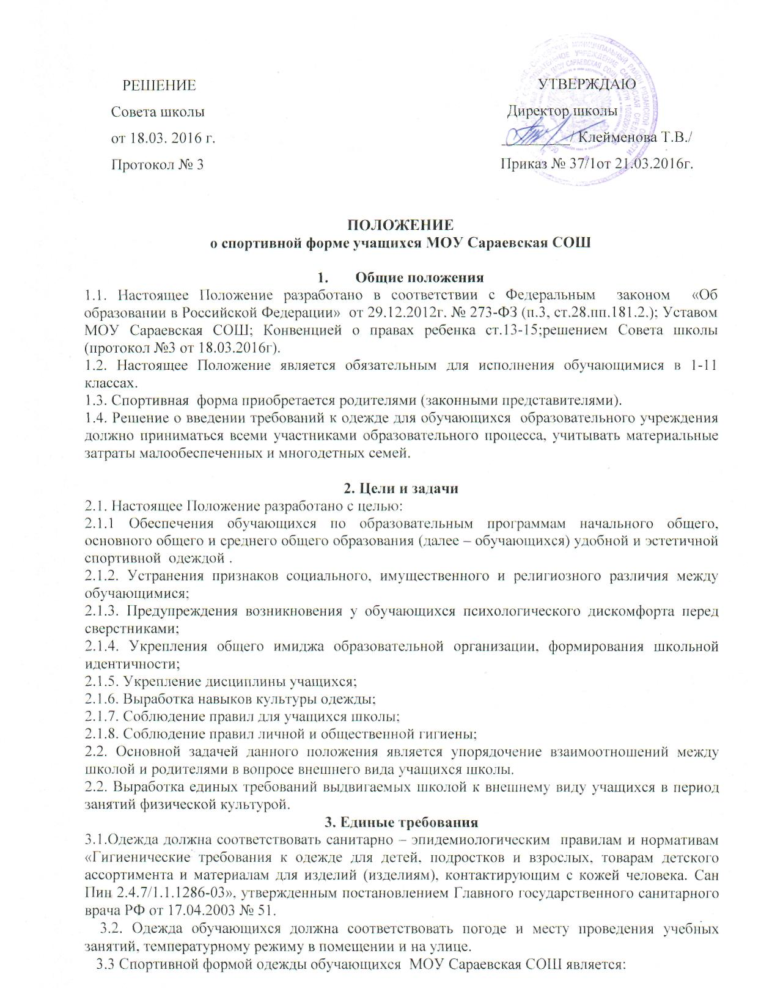 РЕШЕНИЕ
УТВЕРЖДАЮ
Совета школы
Директор школы
от 18.03. 2016 г.
_________/ Клейменова Т.В./
Протокол № 3
Приказ № 37/1от 21.03.2016г.
ПОЛОЖЕНИЕ
о спортивной форме учащихся МОУ Сараевская СОШ
1. Общие положения
1.1. Настоящее Положение разработано в соответствии с Федеральным законом «Об
образовании в Российской Федерации» от 29.12.2012г. № 273-ФЗ (п.3, ст.28.пп.181.2.); Уставом
МОУ Сараевская СОШ; Конвенцией о правах ребенка ст.13-15;решением Совета школы
(протокол №3 от 18.03.2016г).
1.2. Настоящее Положение является обязательным для исполнения обучающимися в 1-11
классах.
1.3. Спортивная форма приобретается родителями (законными представителями).
1.4. Решение о введении требований к одежде для обучающихся образовательного учреждения
должно приниматься всеми участниками образовательного процесса, учитывать материальные
затраты малообеспеченных и многодетных семей.
2. Цели и задачи
2.1. Настоящее Положение разработано с целью:
2.1.1 Обеспечения обучающихся по образовательным программам начального общего,
основного общего и среднего общего образования (далее – обучающихся) удобной и эстетичной
спортивной одеждой .
2.1.2. Устранения признаков социального, имущественного и религиозного различия между
обучающимися;
2.1.3. Предупреждения возникновения у обучающихся психологического дискомфорта перед
сверстниками;
2.1.4. Укрепления общего имиджа образовательной организации, формирования школьной
идентичности;
2.1.5. Укрепление дисциплины учащихся;
2.1.6. Выработка навыков культуры одежды;
2.1.7. Соблюдение правил для учащихся школы;
2.1.8. Соблюдение правил личной и общественной гигиены;
2.2. Основной задачей данного положения является упорядочение взаимоотношений между
школой и родителями в вопросе внешнего вида учащихся школы.
2.2. Выработка единых требований выдвигаемых школой к внешнему виду учащихся в период
занятий физической культурой.
3. Единые требования
3.1.Одежда должна соответствовать санитарно – эпидемиологическим правилам и нормативам
«Гигиенические требования к одежде для детей, подростков и взрослых, товарам детского
ассортимента и материалам для изделий (изделиям), контактирующим с кожей человека. Сан
Пин 2.4.7/1.1.1286-03», утвержденным постановлением Главного государственного санитарного
врача РФ от 17.04.2003 № 51.
3.2. Одежда обучающихся должна соответствовать погоде и месту проведения учебных
занятий, температурному режиму в помещении и на улице.
3.3 Спортивной формой одежды обучающихся МОУ Сараевская СОШ является: